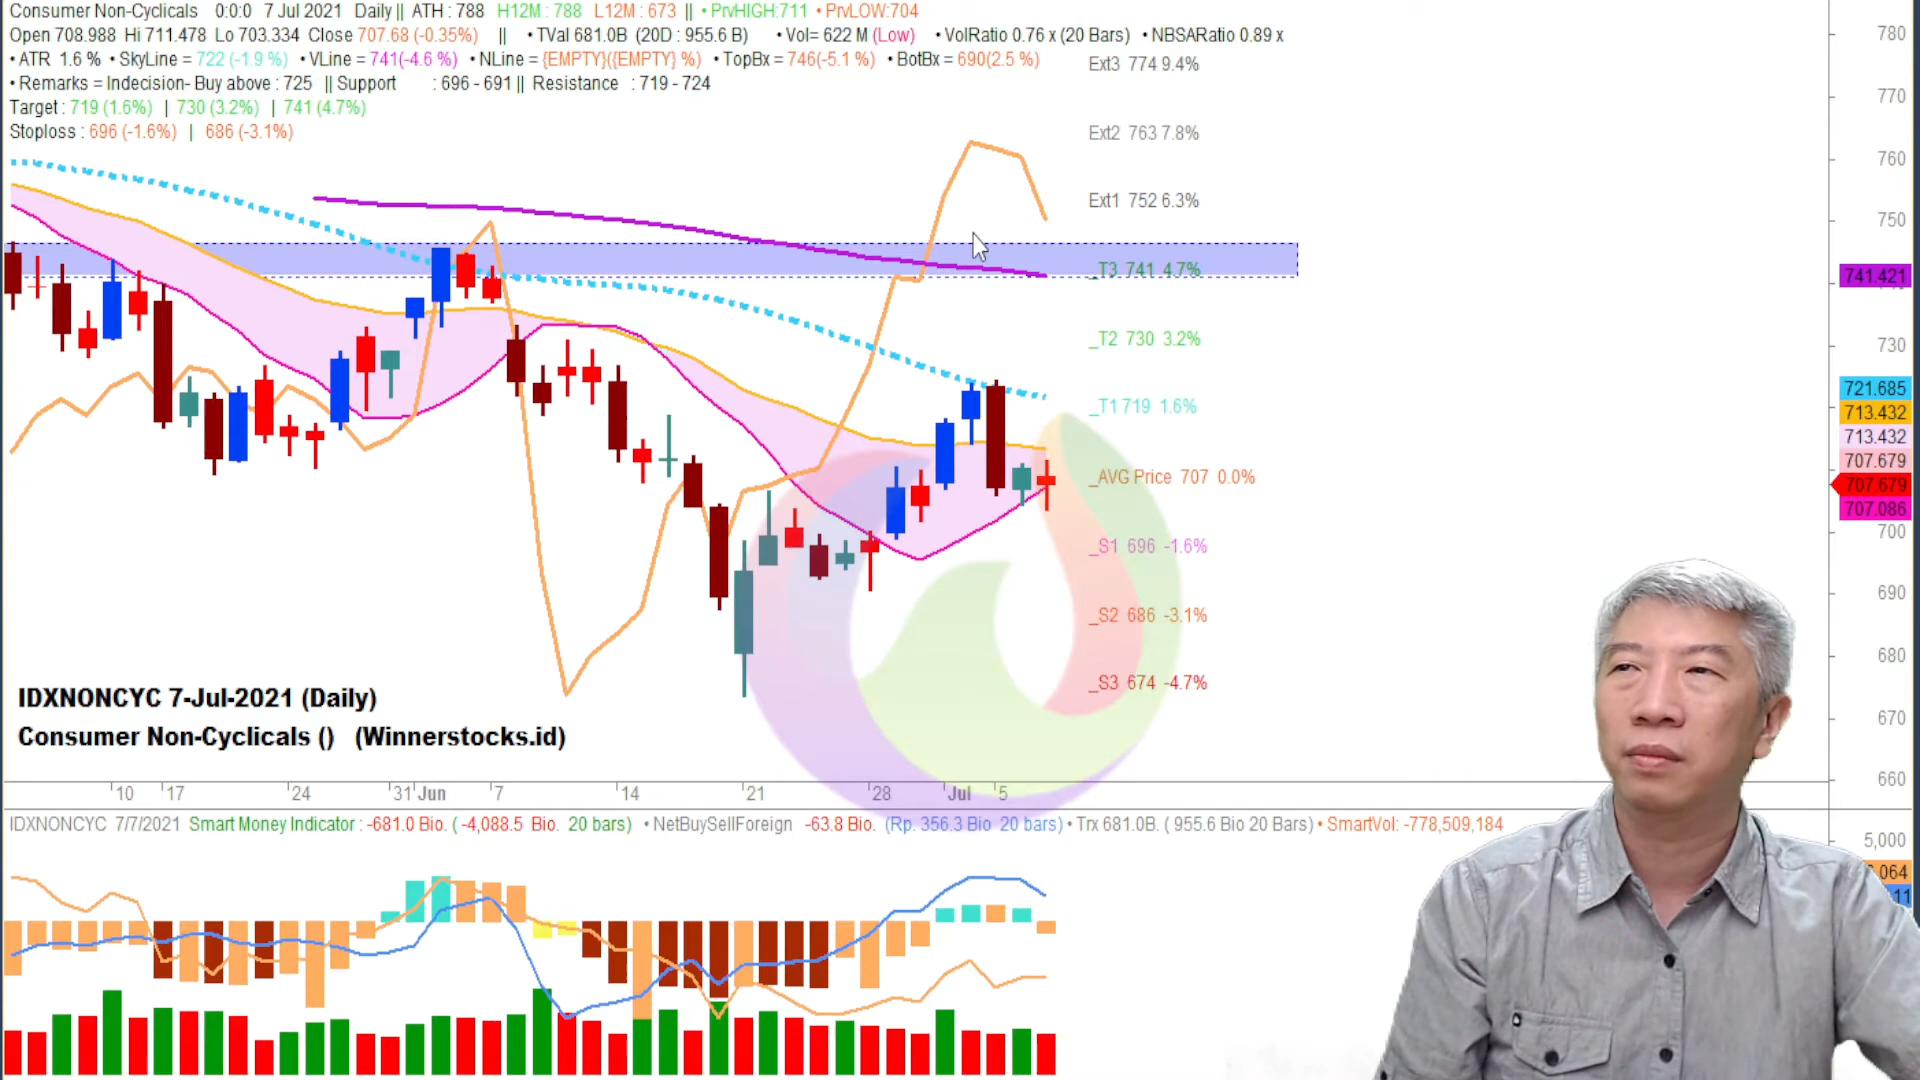 Consumer Non-Cyclicals 0:0:0 7 Jul 2021 Daily || ATH : 788 H12M : 788 L12M : 673 || • PrvHIGH:711 • PrvLOW:704
Open 708.988 Hi 711.478 Lo 703.334 Close 707.68 (-0.35%) || • TVal 681.0B (20D : 955.6 B) • Vol= 622 M (Low) • VolRatio 0.76 x (20 Bars) • NBSARatio 0.89 x
• ATR 1.6 % • SkyLine = 722 (-1.9 %) • VLine = 741(-4.6 %) • NLine = {EMPTY}({EMPTY} %) • TopBx = 746(-5.1 %) • BotBx = 690(2.5 %)
• Remarks = Indecision- Buy above : 725 || Support : 696 - 691 || Resistance : 719 - 724
Target : 719 (1.6%) | 730 (3.2%) | 741 (4.7%)
Stoploss : 696 (-1.6%) | 686 (-3.1%)
Ext3 774 9.4%
Ext2 763 7.8%
Ext1 752 6.3%
_T3 741 4.7%
_T2 730 3.2%
_T1 719 1.6%
_AVG Price 707 0.0%
_S1 696 -1.6%
_S2 686 -3.1%
_S3 674 -4.7%
780
770
760
750
741.421
730
721.685
713.432
713.432
707.679
707.679
707.086
700
690
680
670
660
IDXNONCYC 7-Jul-2021 (Daily)
Consumer Non-Cyclicals () (Winnerstocks.id)
10 17 24 31 Jun 7 14 21 28 Jul 5
IDXNONCYC 7/7/2021 Smart Money Indicator : -681.0 Bio. ( -4,088.5 Bio. 20 bars) • NetBuySellForeign -63.8 Bio. (Rp. 356.3 Bio 20 bars) • Trx 681.0B. ( 955.6 Bio 20 Bars) • SmartVol: -778,509,184
5,000
064
11